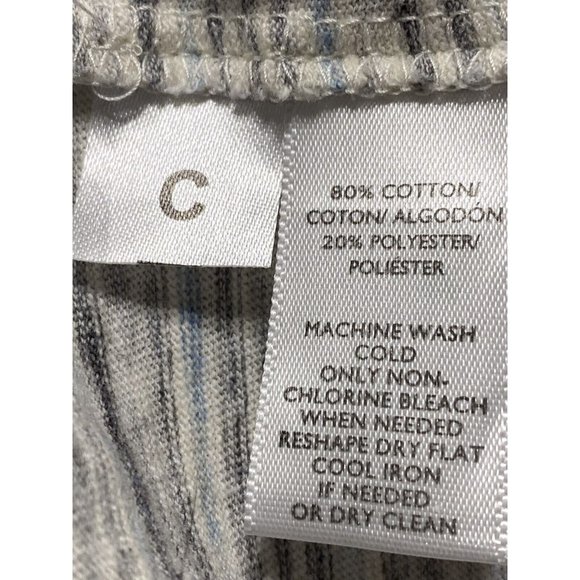 C
80% COTTON/
COTON/ ALGODÓN
20% POLYESTER/
POLIÉSTER
MACHINE WASH
COLD
ONLY NON-
CHLORINE BLEACH
WHEN NEEDED
RESHAPE DRY FLAT
COOL IRON
IF NEEDED
OR DRY CLEAN